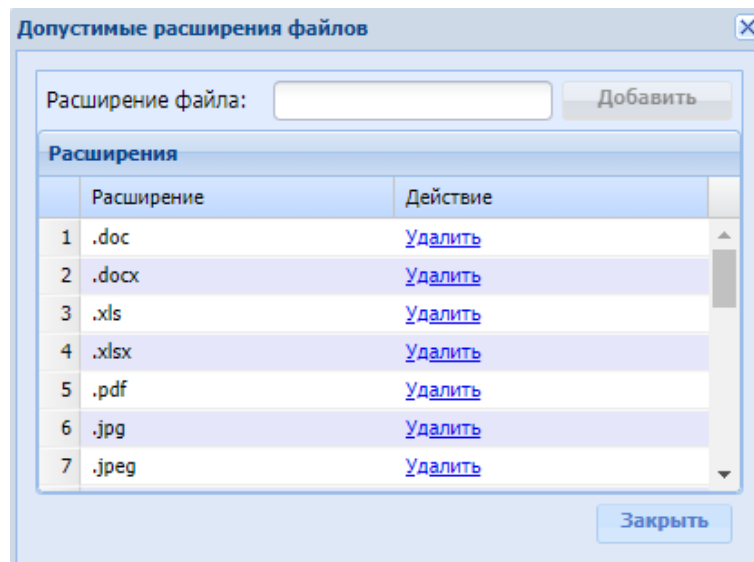 Допустимые расширения файлов
Расширение файла: Добавить
Расширения
Расширение Действие
1 .doc Удалить
2 .docx Удалить
3 .xls Удалить
4 .xlsx Удалить
5 .pdf Удалить
6 .jpg Удалить
7 .jpeg Удалить
Закрыть